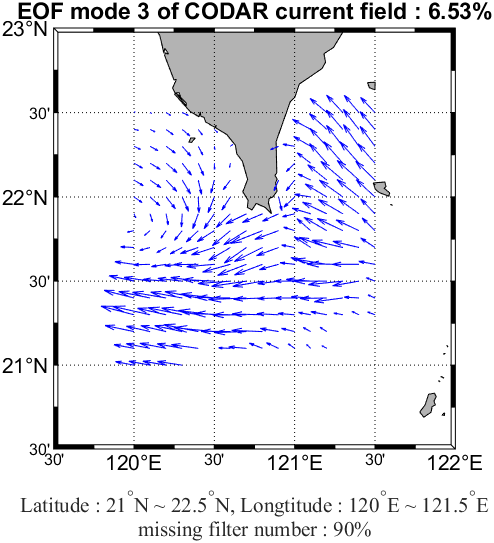 EOF mode 3 of CODAR current field : 6.53%
23°N
30'
22°N
30'
21°N
30'
30'
120°E
30'
121°E
30'
122°E
Latitude : 21°N ~ 22.5°N, Longtitude : 120°E ~ 121.5°E
missing filter number : 90%